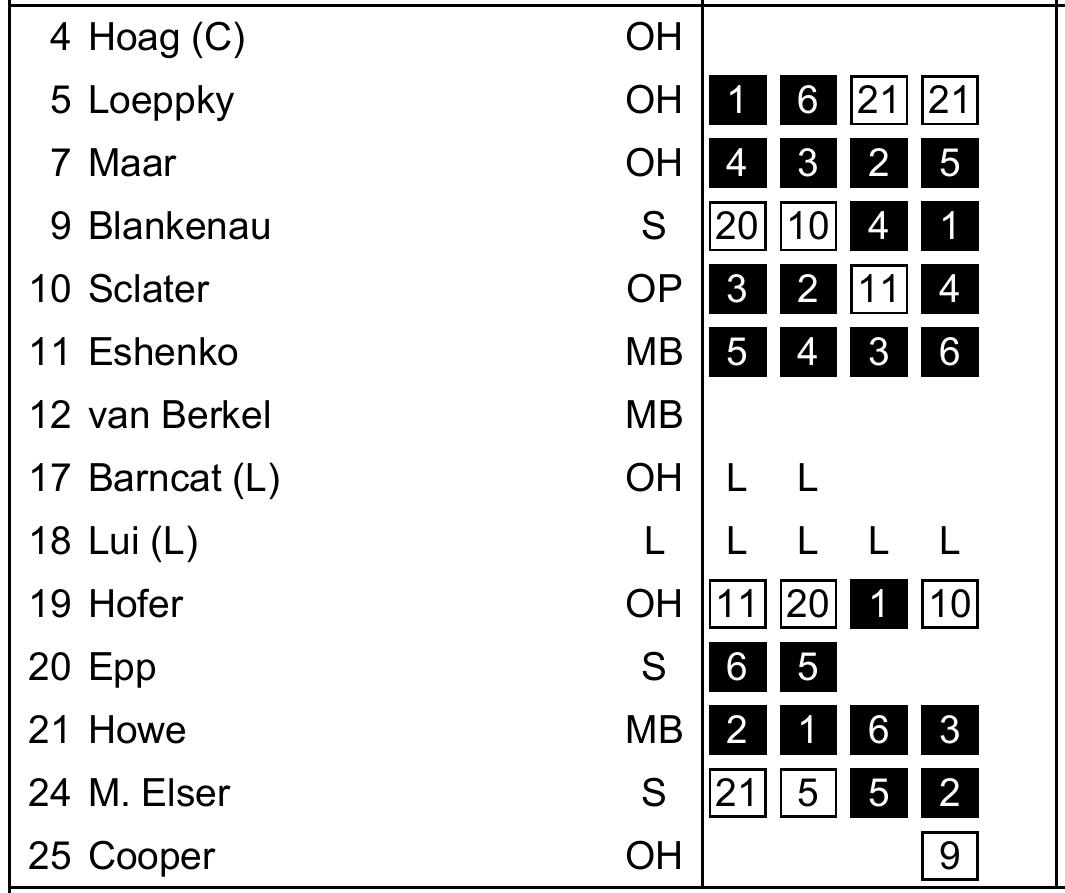 4 Hoag (C) OH
5 Loeppky OH 1 6 21 21
7 Maar OH 4 3 2 5
9 Blankenau S 20 10 4 1
10 Sclater OP 3 2 11 4
11 Eshenko MB 5 4 3 6
12 van Berkel MB
17 Barncat (L) OH L L
18 Lui (L) L L L L L
19 Hofer OH 11 20 1 10
20 Epp S 6 5
21 Howe MB 2 1 6 3
24 M. Elser S 21 5 5 2
25 Cooper OH 9